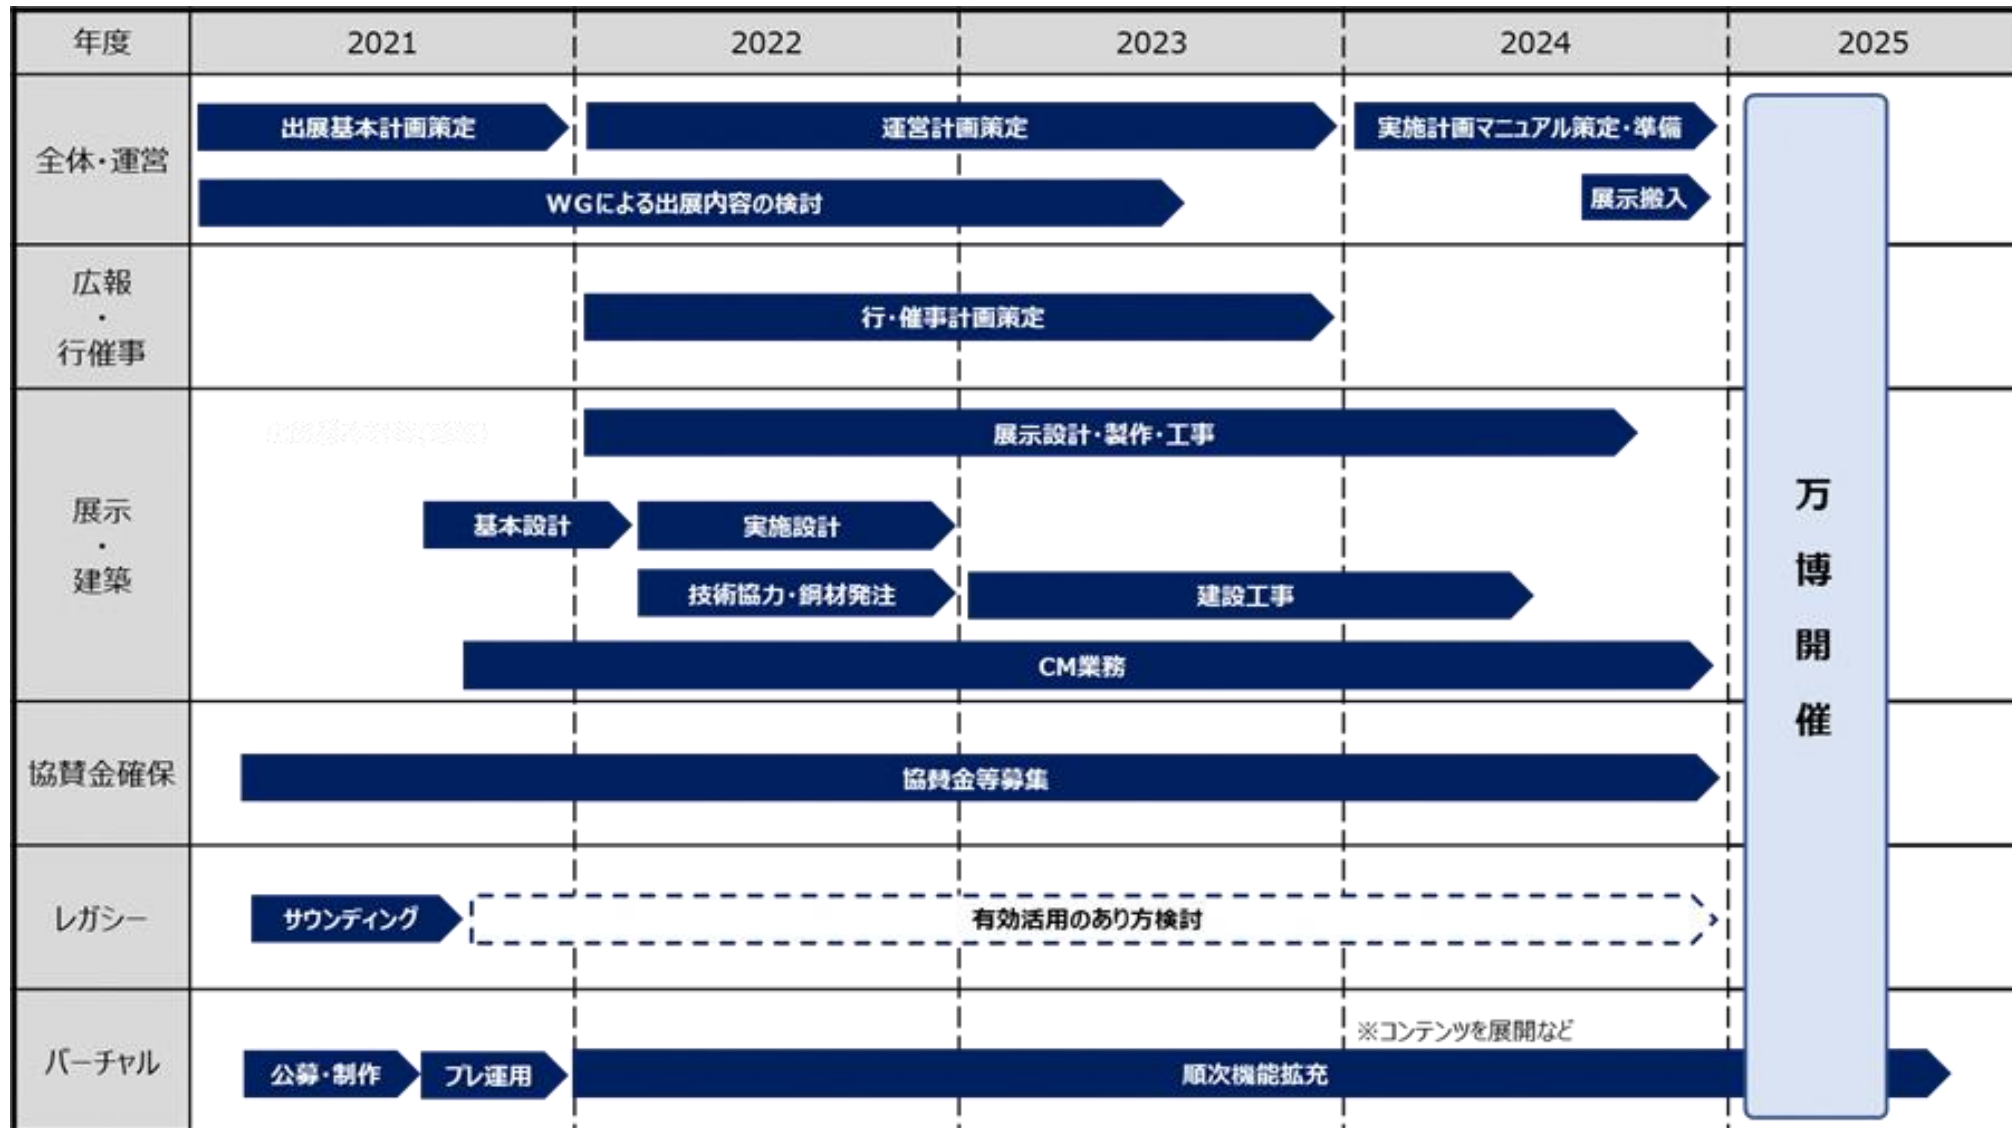 年度
2021
2022
2023
2024
2025
全体・運営
出展基本計画策定
運営計画策定
実施計画マニュアル策定・準備
WGによる出展内容の検討
展示搬入
広報
・
行催事
行・催事計画策定
展示
・
建築
展示設計・製作・工事
基本設計
実施設計
技術協力・鋼材発注
建設工事
CM業務
協賛金確保
協賛金等募集
レガシー
サウンディング
有効活用のあり方検討
バーチャル
※コンテンツを展開など
公募・制作
プレ運用
順次機能拡充
万
博
開
催